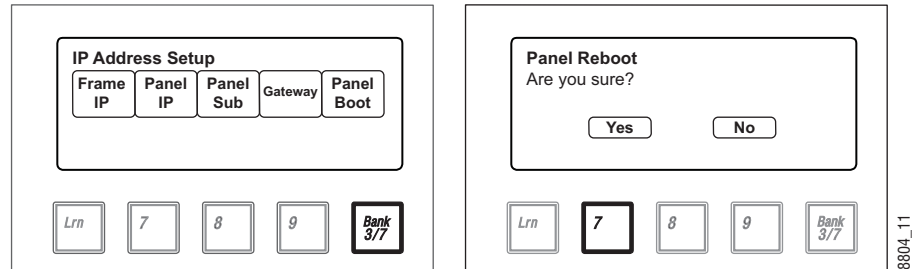 IP Address Setup
Frame IP
Panel IP
Panel Sub
Gateway
Panel Boot
Lrn
7
8
9
Bank 3/7
Panel Reboot
Are you sure?
Yes
No
Lrn
7
8
9
Bank 3/7
8804_11